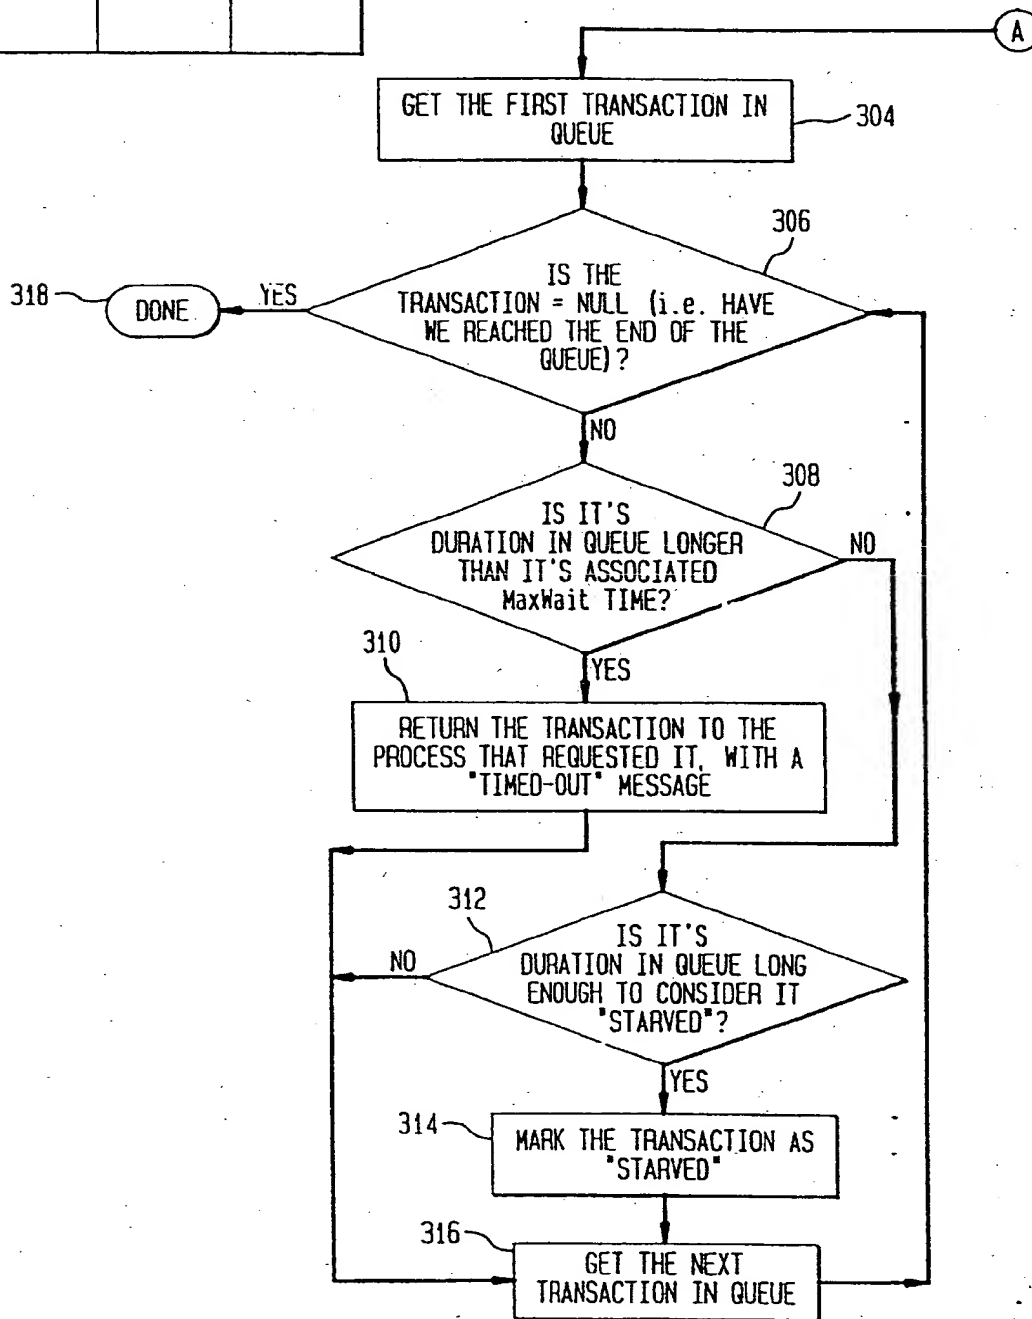 A
GET THE FIRST TRANSACTION IN
QUEUE
304
306
IS THE
TRANSACTION = NULL (i.e. HAVE
WE REACHED THE END OF THE
QUEUE)?
YES
318
DONE
NO
308
IS IT'S
DURATION IN QUEUE LONGER
THAN IT'S ASSOCIATED
MaxWait TIME?
NO
YES
310
RETURN THE TRANSACTION TO THE
PROCESS THAT REQUESTED IT, WITH A
"TIMED-OUT" MESSAGE
312
IS IT'S
DURATION IN QUEUE LONG
ENOUGH TO CONSIDER IT
"STARVED"?
NO
YES
314
MARK THE TRANSACTION AS
"STARVED"
316
GET THE NEXT
TRANSACTION IN QUEUE